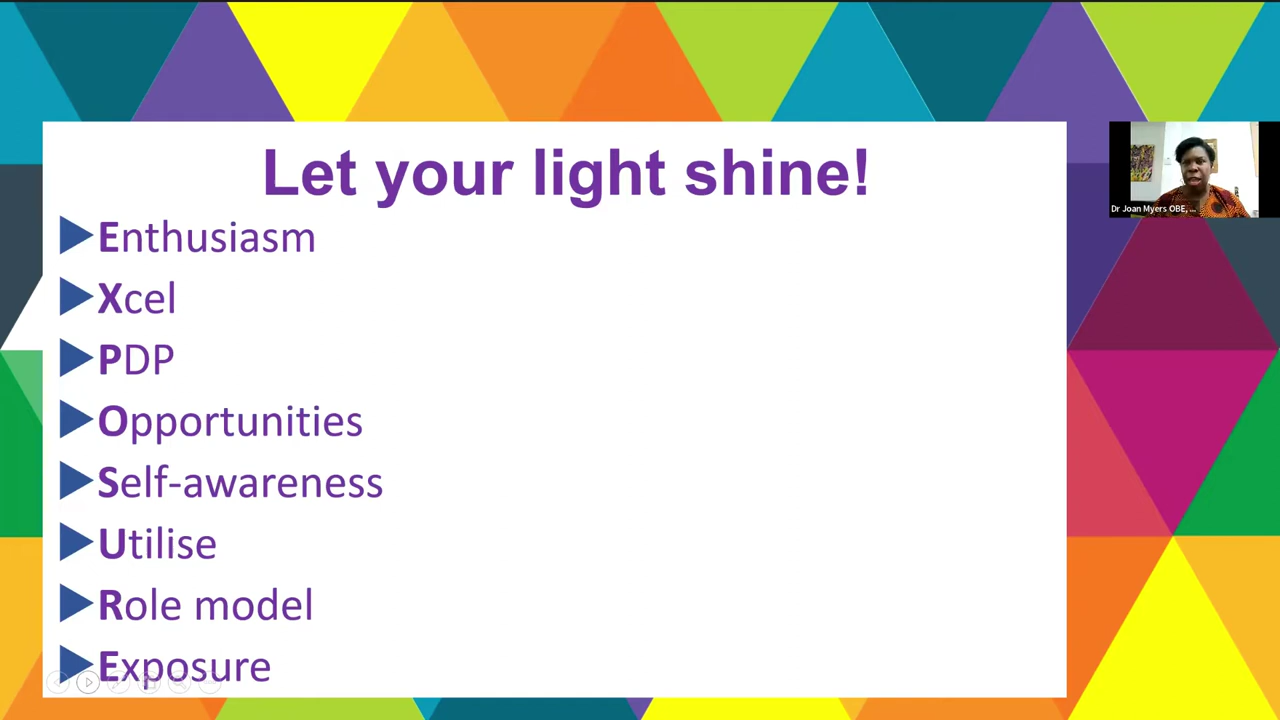 Let your light shine!
Enthusiasm
Xcel
PDP
Opportunities
Self-awareness
Utilise
Role model
Exposure
Dr Joan Myers OBE, ...